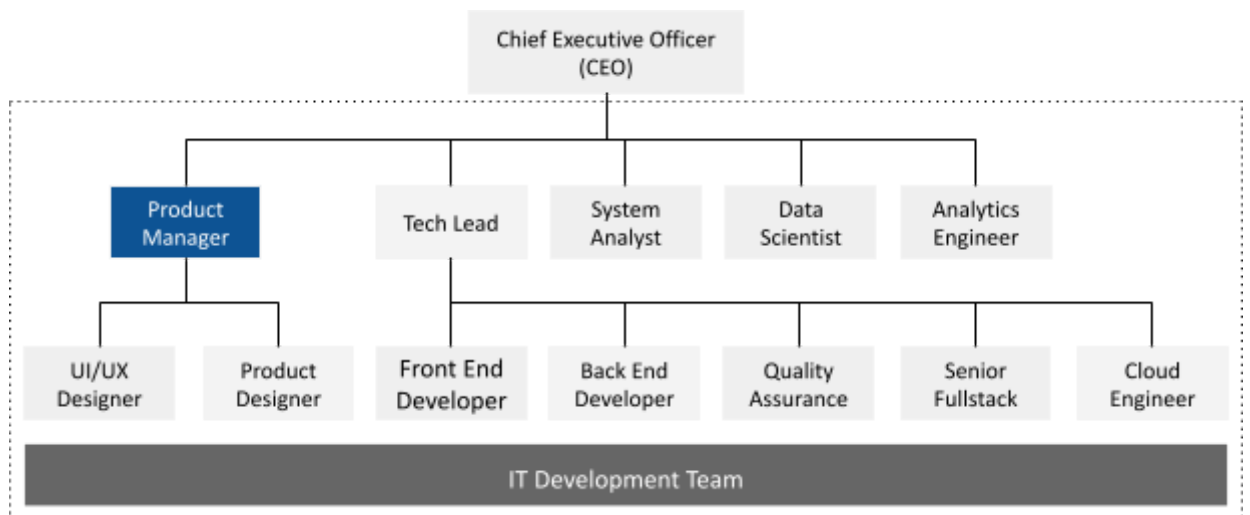 Chief Executive Officer
(CEO)
Product
Manager
Tech Lead
System
Analyst
Data
Scientist
Analytics
Engineer
UI/UX
Designer
Product
Designer
Front End
Developer
Back End
Developer
Quality
Assurance
Senior
Fullstack
Cloud
Engineer
IT Development Team